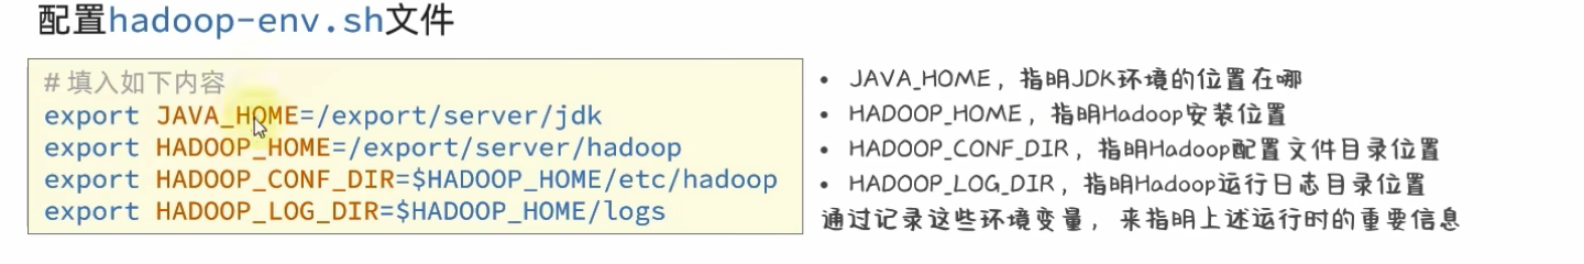 配置hadoop-env.sh文件
# 填入如下内容
export JAVA_HOME=/export/server/jdk
export HADOOP_HOME=/export/server/hadoop
export HADOOP_CONF_DIR=$HADOOP_HOME/etc/hadoop
export HADOOP_LOG_DIR=$HADOOP_HOME/logs
• JAVA_HOME，指明JDK环境的位置在哪
• HADOOP_HOME，指明Hadoop安装位置
• HADOOP_CONF_DIR，指明Hadoop配置文件目录位置
• HADOOP_LOG_DIR，指明Hadoop运行日志目录位置
通过记录这些环境变量，来指明上述运行时的重要信息